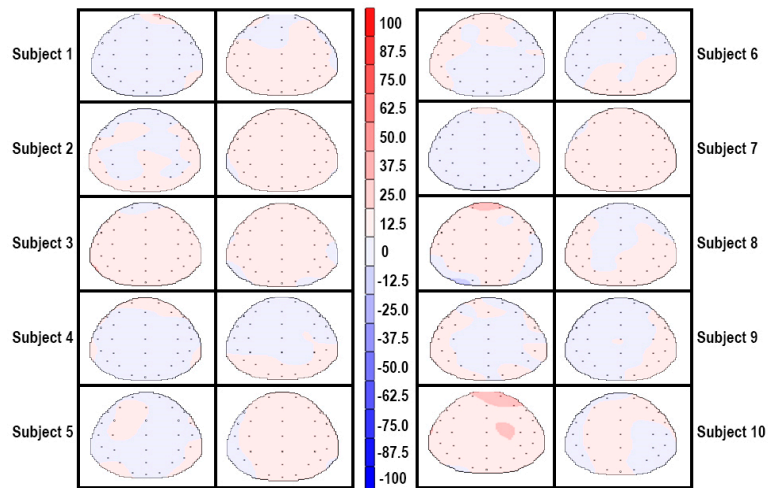 Subject 1
Subject 2
Subject 3
Subject 4
Subject 5
100
87.5
75.0
62.5
50.0
37.5
25.0
12.5
0
-12.5
-25.0
-37.5
-50.0
-62.5
-75.0
-87.5
-100
Subject 6
Subject 7
Subject 8
Subject 9
Subject 10